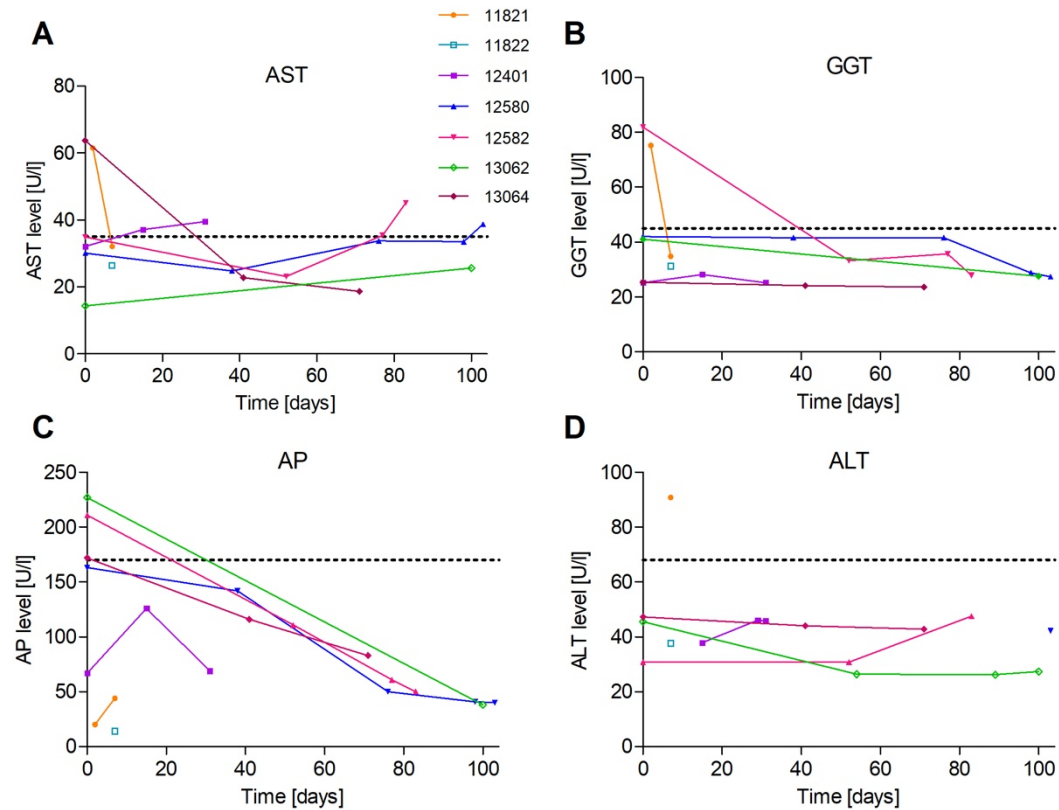 A
AST
AST level [U/l]
80
60
40
20
0
0 20 40 60 80 100
Time [days]
11821
11822
12401
12580
12582
13062
13064
B
GGT
GGT level [U/l]
100
80
60
40
20
0
0 20 40 60 80 100
Time [days]
C
AP
AP level [U/l]
250
200
150
100
50
0
0 20 40 60 80 100
Time [days]
D
ALT
ALT level [U/l]
100
80
60
40
20
0
0 20 40 60 80 100
Time [days]